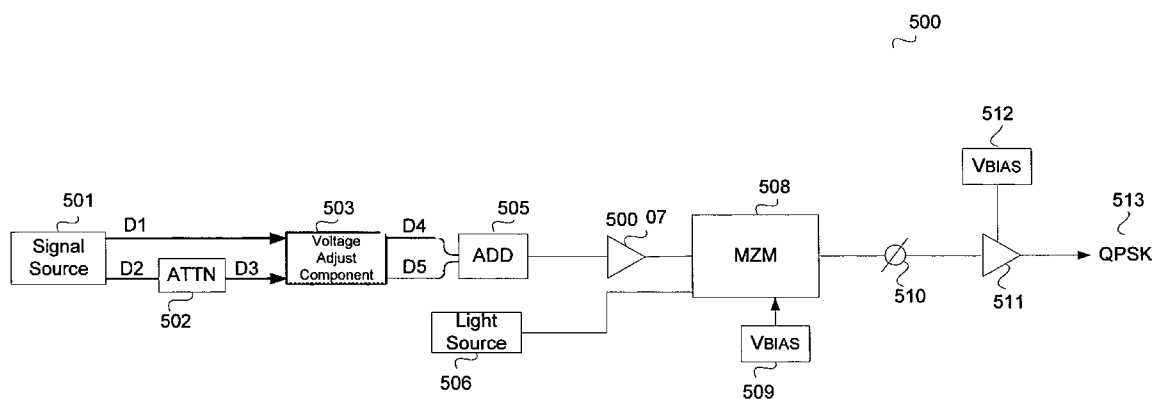 500
512
VBIAS
501
D1
503
D4
505
500 07
508
513
Signal
Source
Voltage
Adjust
Component
ADD
MZM
QPSK
D2
ATTN
D3
D5
510
511
502
Light
Source
506
VBIAS
509